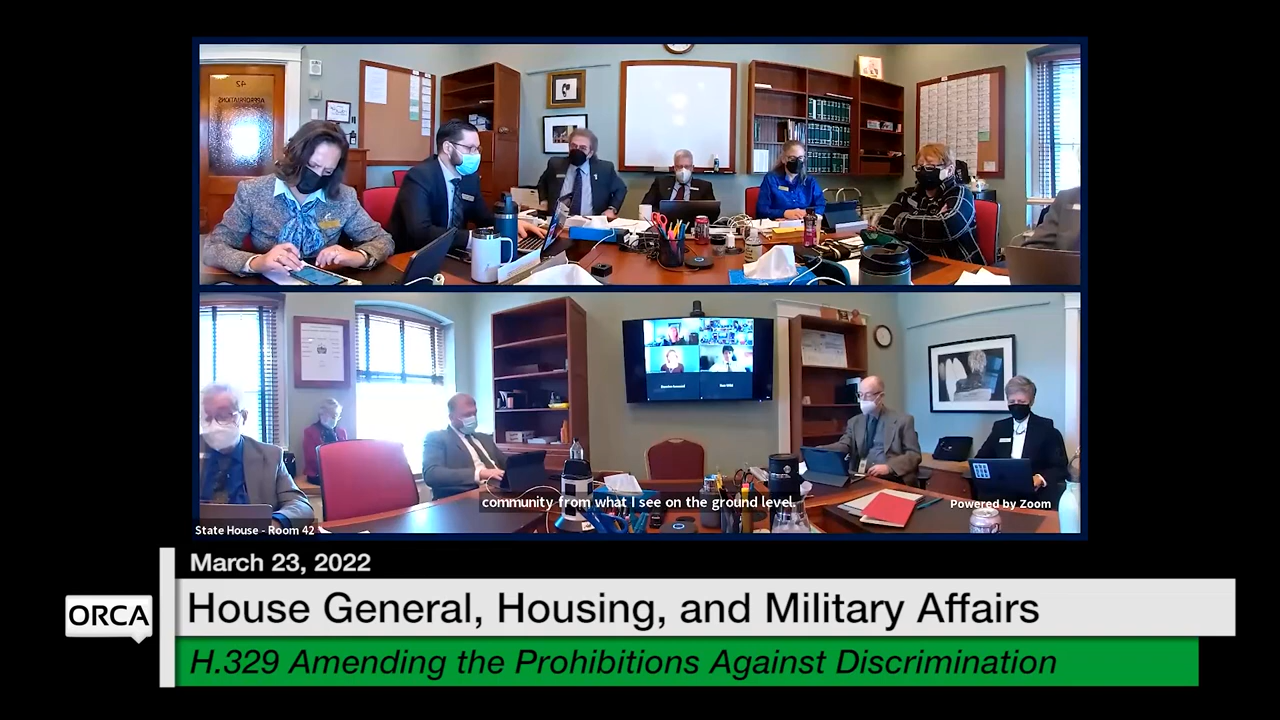 42
community from what I see on the ground level.
Powered by Zoom
State House - Room 42
March 23, 2022
House General, Housing, and Military Affairs
ORCA
H.329 Amending the Prohibitions Against Discrimination